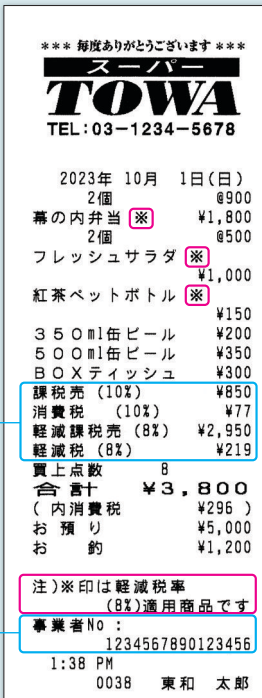 *** 毎度ありがとうございます ***
スーパー
TOWA
TEL:03-1234-5678
2023年 10月 1日(日)
2個 @900
幕の内弁当 ※ ¥1,800
2個 @500
フレッシュサラダ ※
¥1,000
紅茶ペットボトル ※
¥150
350ml缶ビール ¥200
500ml缶ビール ¥350
BOXティッシュ ¥300
課税売 (10%) ¥850
消費税 (10%) ¥77
軽減課税売 (8%) ¥2,950
軽減税 (8%) ¥219
買上点数 8
合計 ¥3,800
( 内消費税 ¥296 )
お 預 り ¥5,000
お 釣 ¥1,200
注)※印は軽減税率
(8%)適用商品です
事業者No :
1234567890123456
1:38 PM
0038 東和 太郎